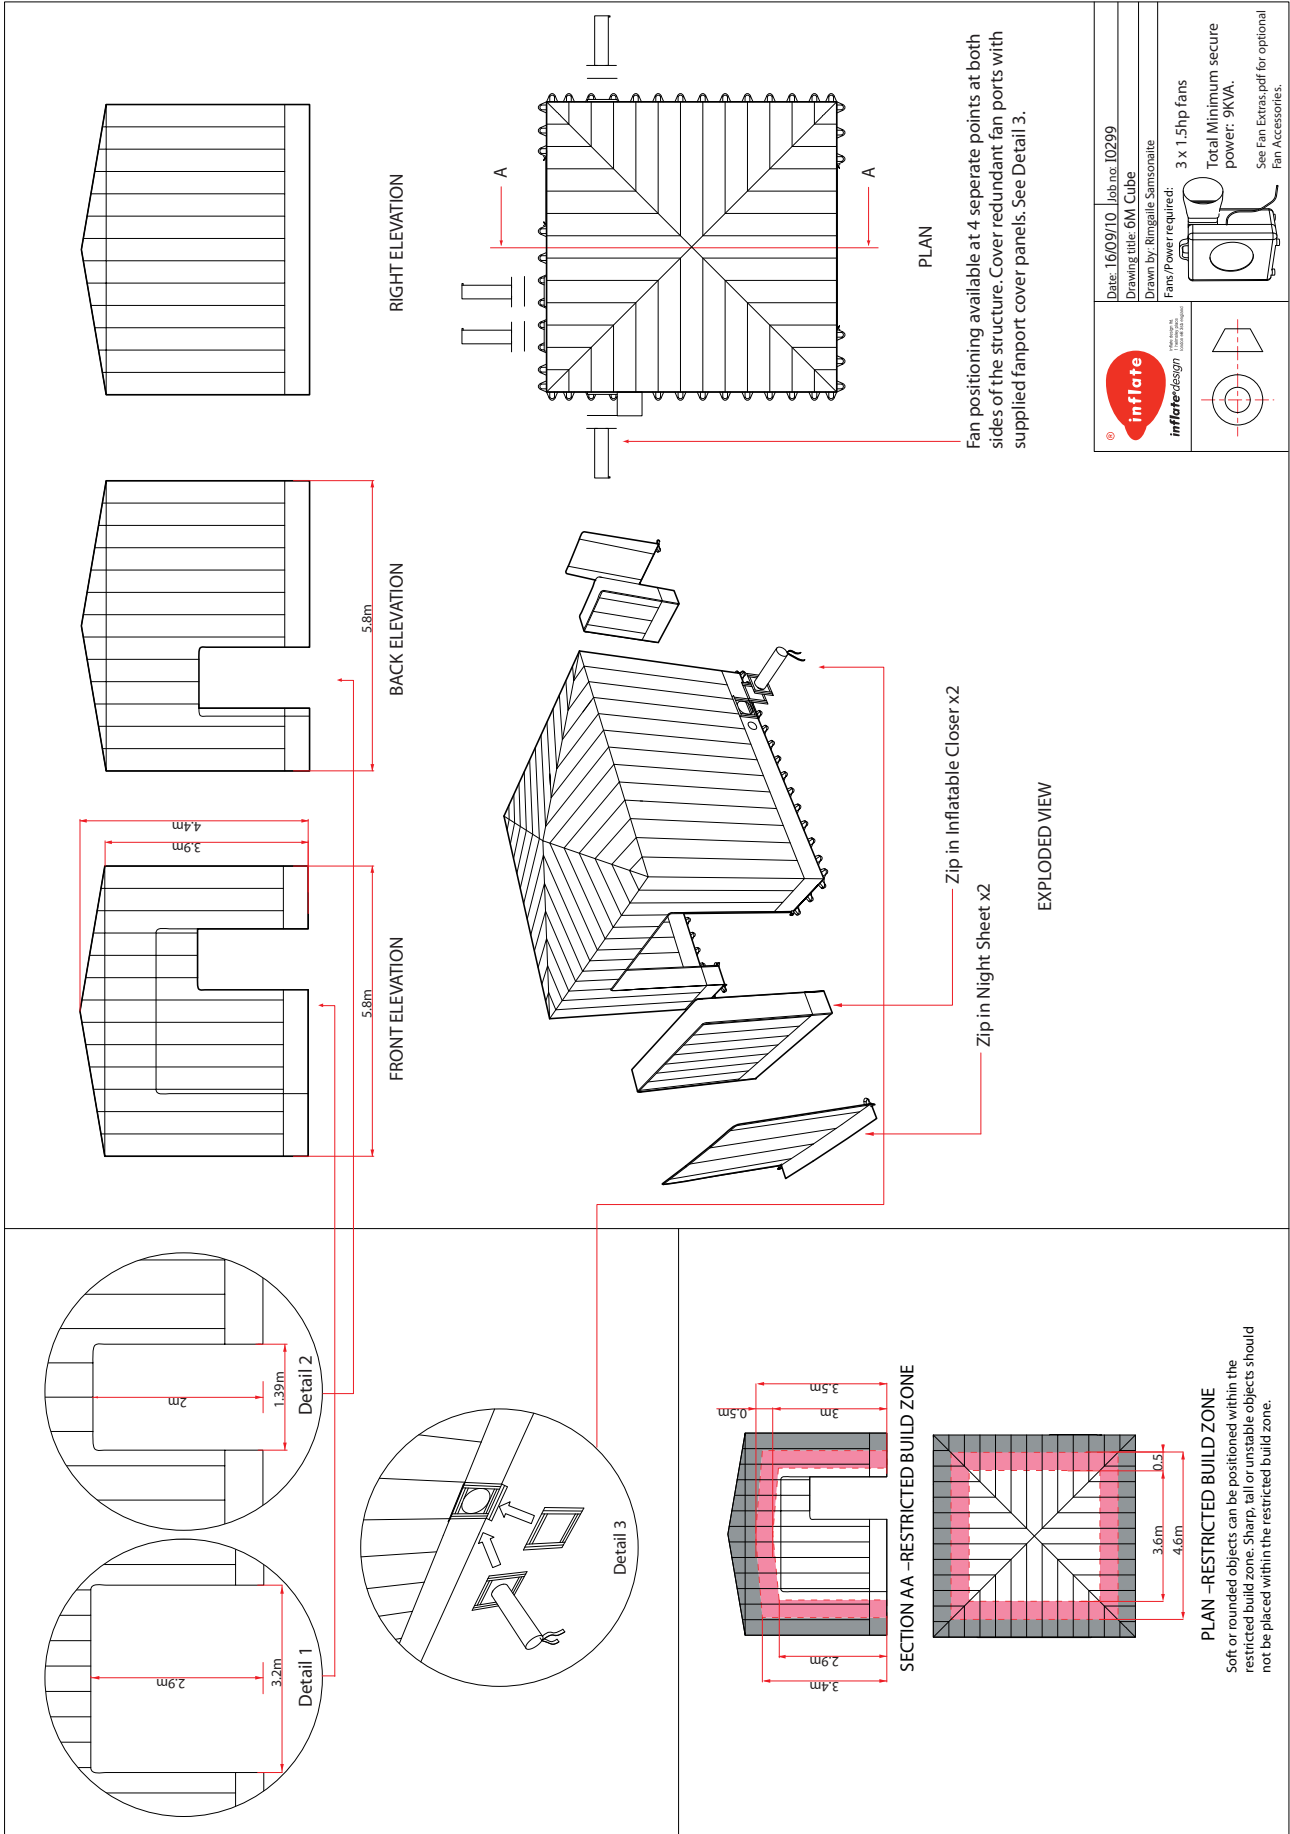 4.4m
3.9m
5.8m
FRONT ELEVATION
5.8m
BACK ELEVATION
RIGHT ELEVATION
2.9m
3.2m
Detail 1
2m
1.39m
Detail 2
Detail 3
A
A
PLAN
Fan positioning available at 4 seperate points at both
sides of the structure. Cover redundant fan ports with
supplied fanport cover panels. See Detail 3.
Zip in Inflatable Closer x2
Zip in Night Sheet x2
EXPLODED VIEW
3.4m
2.9m
0.5m
3m
3.5m
SECTION AA –RESTRICTED BUILD ZONE
3.6m
0.5
4.6m
PLAN –RESTRICTED BUILD ZONE
Soft or rounded objects can be positioned within the
restricted build zone. Sharp, tall or unstable objects should
not be placed within the restricted build zone.
®
inflate
inflate®design
Date: 16/09/10 Job no: I0299
Drawing title: 6M Cube
Drawn by: Rimgaile Samsonaite
Fans/Power required:
3 x 1.5hp fans
Total Minimum secure
power: 9KVA.
See Fan Extras.pdf for optional
Fan Accessories.